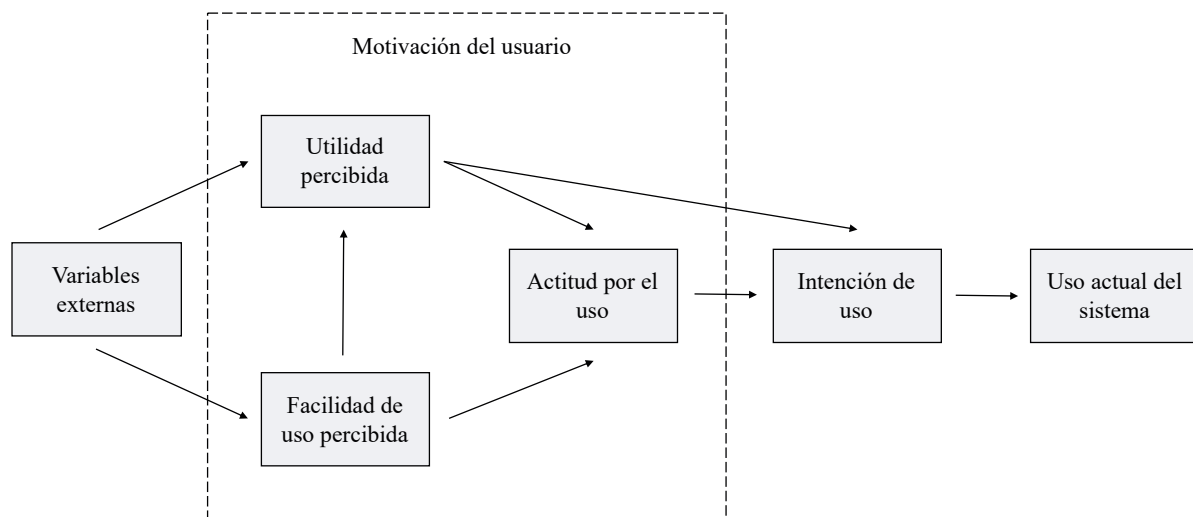 Motivación del usuario
Utilidad
percibida
Variables
externas
Actitud por el
uso
Intención de
uso
Uso actual del
sistema
Facilidad de
uso percibida